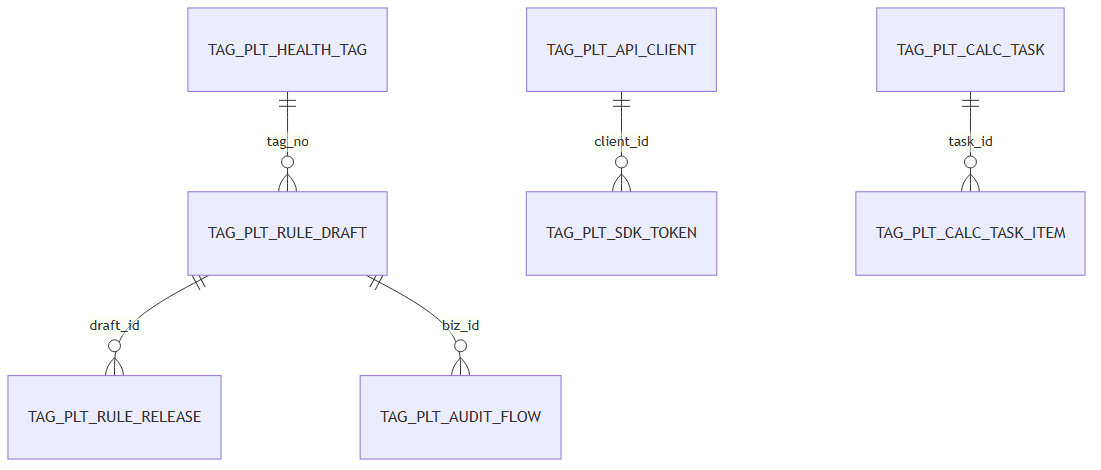 TAG_PLT_HEALTH_TAG
TAG_PLT_API_CLIENT
TAG_PLT_CALC_TASK
tag_no
client_id
task_id
TAG_PLT_RULE_DRAFT
TAG_PLT_SDK_TOKEN
TAG_PLT_CALC_TASK_ITEM
draft_id
biz_id
TAG_PLT_RULE_RELEASE
TAG_PLT_AUDIT_FLOW